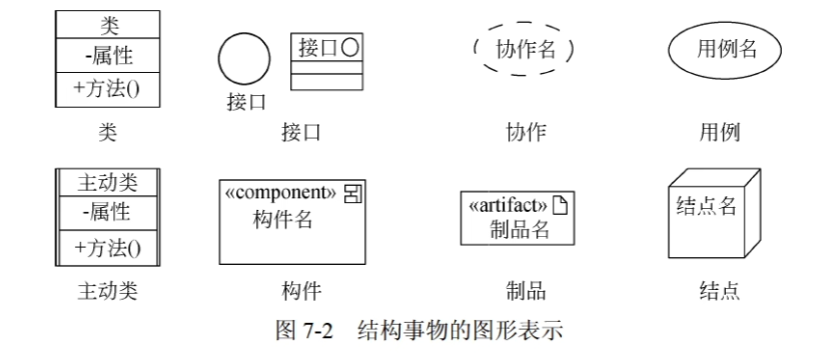 类
-属性
+方法()
类
接口
接口
接口
协作名
协作
用例名
用例
主动类
-属性
+方法()
主动类
«component»
构件名
构件
«artifact»
制品名
制品
结点名
结点
图 7-2 结构事物的图形表示